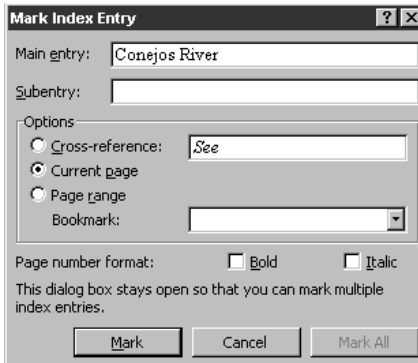 Mark Index Entry
Main entry: Conejos River
Subentry:
Options
Cross-reference: See
Current page
Page range
Bookmark:
Page number format: Bold Italic
This dialog box stays open so that you can mark multiple
index entries.
Mark Cancel Mark All